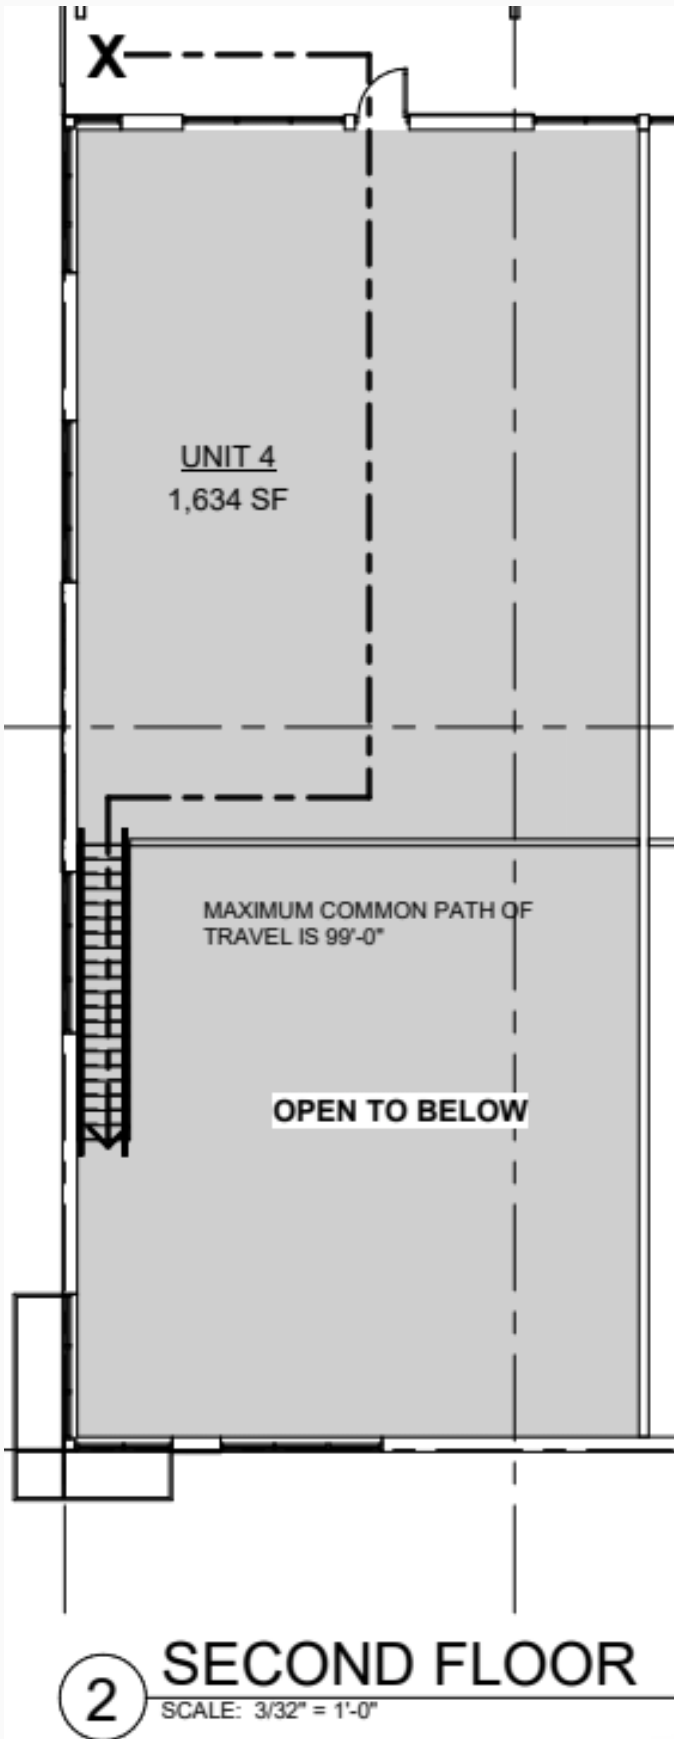 X
UNIT 4
1,634 SF
MAXIMUM COMMON PATH OF
TRAVEL IS 99'-0"
OPEN TO BELOW
2
SECOND FLOOR
SCALE: 3/32" = 1'-0"